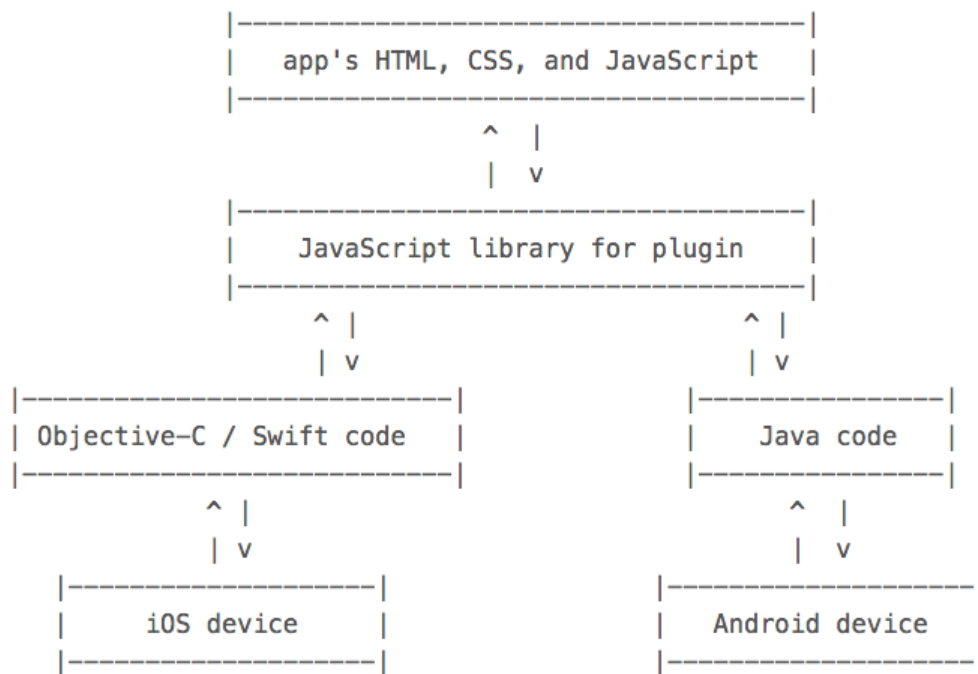 app's HTML, CSS, and JavaScript
JavaScript library for plugin
Objective-C / Swift code
Java code
iOS device
Android device